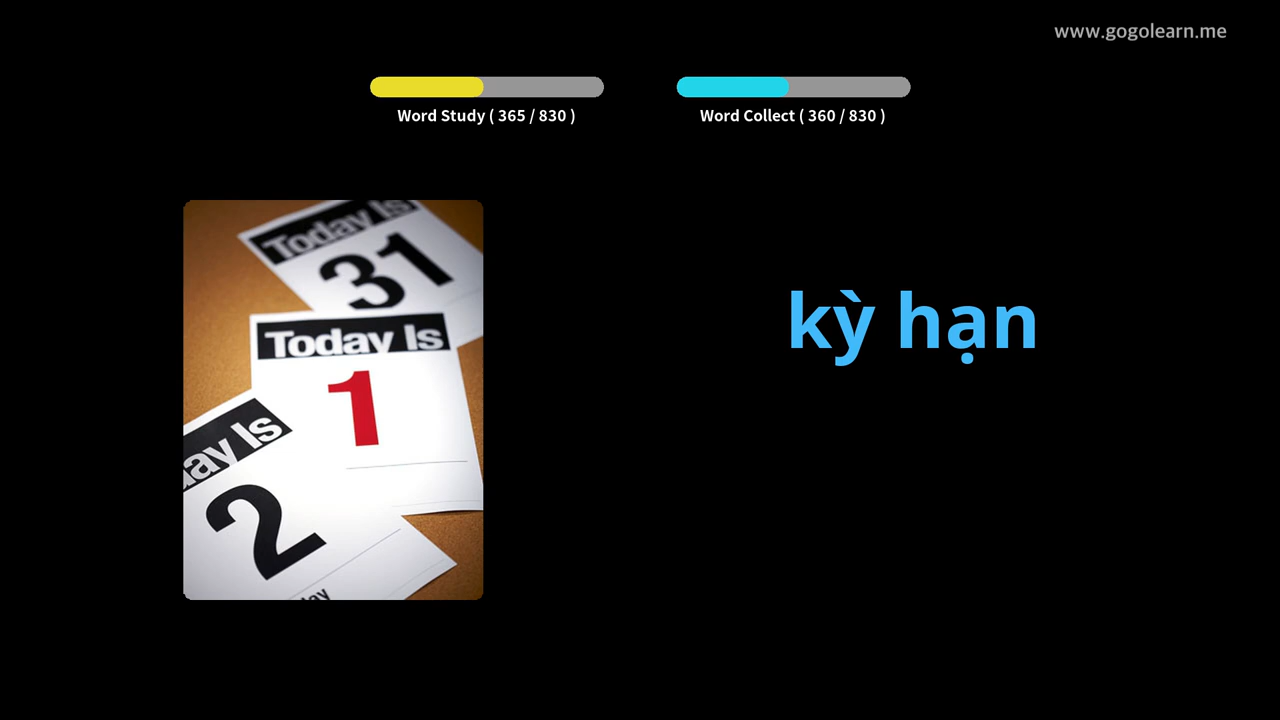 www.gogolearn.me
Word Study ( 365 / 830 )
Word Collect ( 360 / 830 )
Today Is
31
Today Is
1
ay Is
2
ay
kỳ hạn